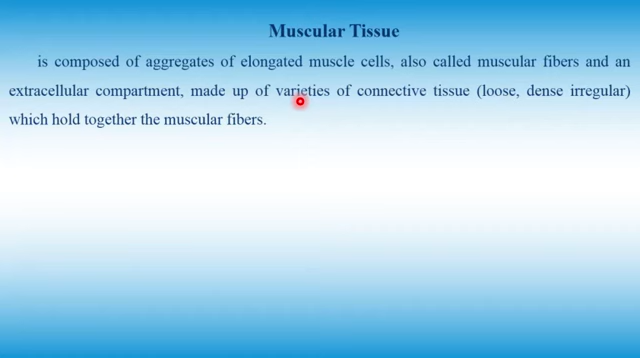 Muscular Tissue
is composed of aggregates of elongated muscle cells, also called muscular fibers and an
extracellular compartment, made up of varieties of connective tissue (loose, dense irregular)
which hold together the muscular fibers.